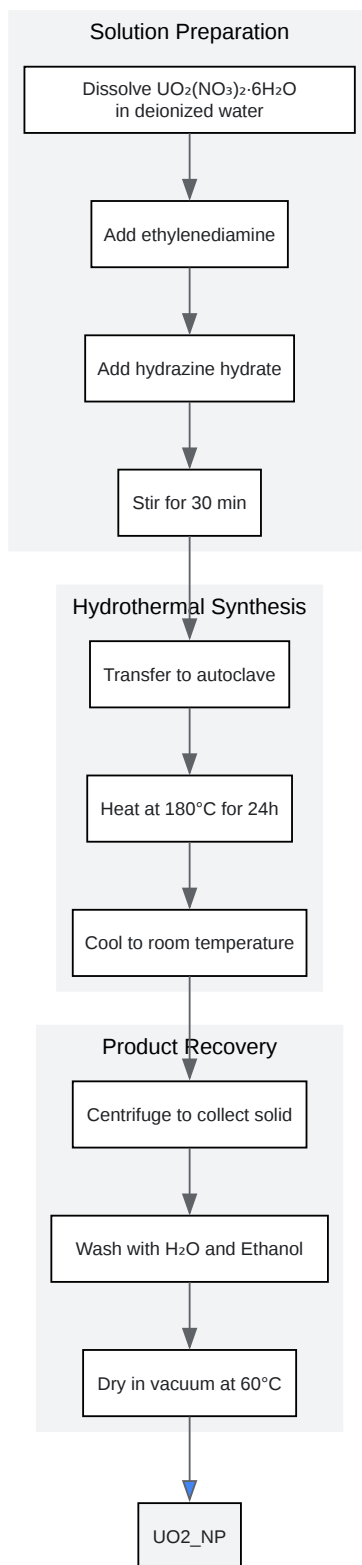 Solution Preparation
Dissolve UO₂(NO₃)₂·6H₂O
in deionized water
Add ethylenediamine
Add hydrazine hydrate
Stir for 30 min
Hydrothermal Synthesis
Transfer to autoclave
Heat at 180°C for 24h
Cool to room temperature
Product Recovery
Centrifuge to collect solid
Wash with H₂O and Ethanol
Dry in vacuum at 60°C
UO2_NP